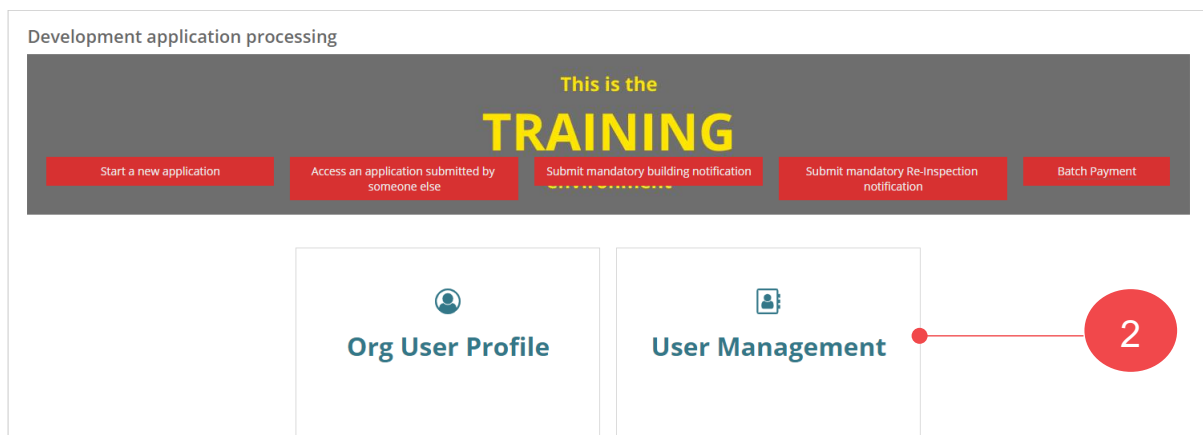 Development application processing
This is the
TRAINING
environment
Start a new application
Access an application submitted by
someone else
Submit mandatory building notification
Submit mandatory Re-Inspection
notification
Batch Payment
Org User Profile
User Management
2